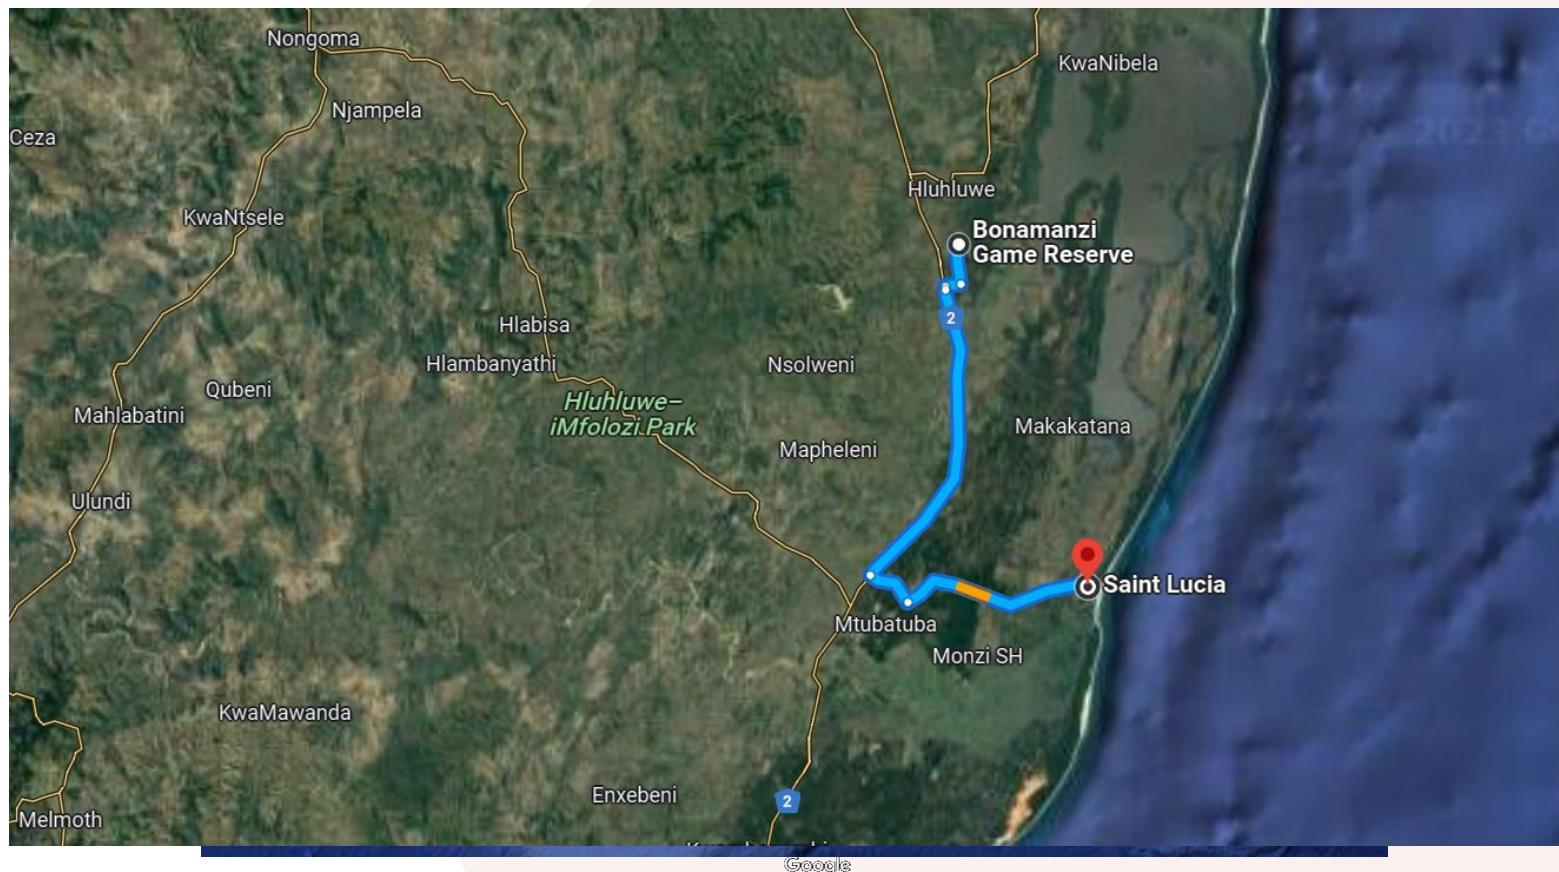 Nongoma
KwaNibela
Njampela
2023
Ceza
Hluhluwe
KwaNtsele
Bonamanzi
Game Reserve
2
Hlabisa
Hlambanyathi
Nsolweni
Qubeni
Hluhluwe–
iMfolozi Park
Mahlabatini
Makakatana
Mapheleni
Ulundi
Saint Lucia
Mtubatuba
Monzi SH
KwaMawanda
Enxebeni
2
Melmoth
Google